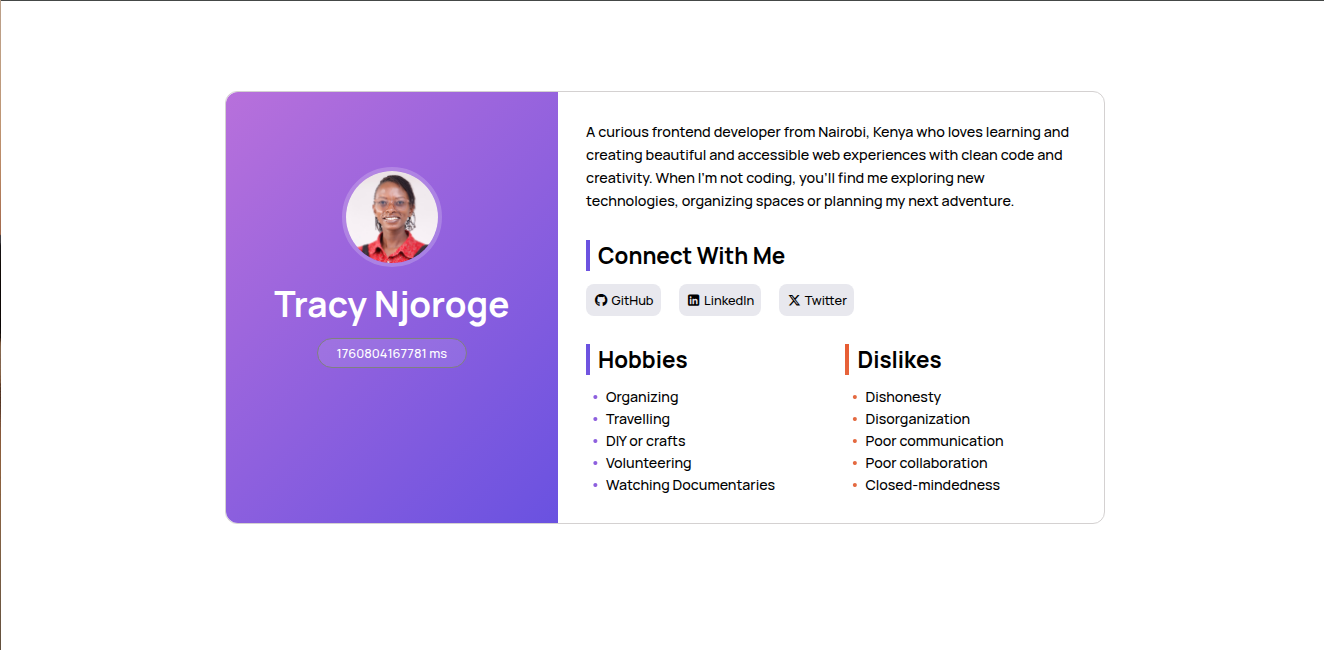 Tracy Njoroge
1760804167781 ms
A curious frontend developer from Nairobi, Kenya who loves learning and
creating beautiful and accessible web experiences with clean code and
creativity. When I'm not coding, you'll find me exploring new
technologies, organizing spaces or planning my next adventure.
Connect With Me
GitHub
LinkedIn
Twitter
Hobbies
• Organizing
• Travelling
• DIY or crafts
• Volunteering
• Watching Documentaries
Dislikes
• Dishonesty
• Disorganization
• Poor communication
• Poor collaboration
• Closed-mindedness